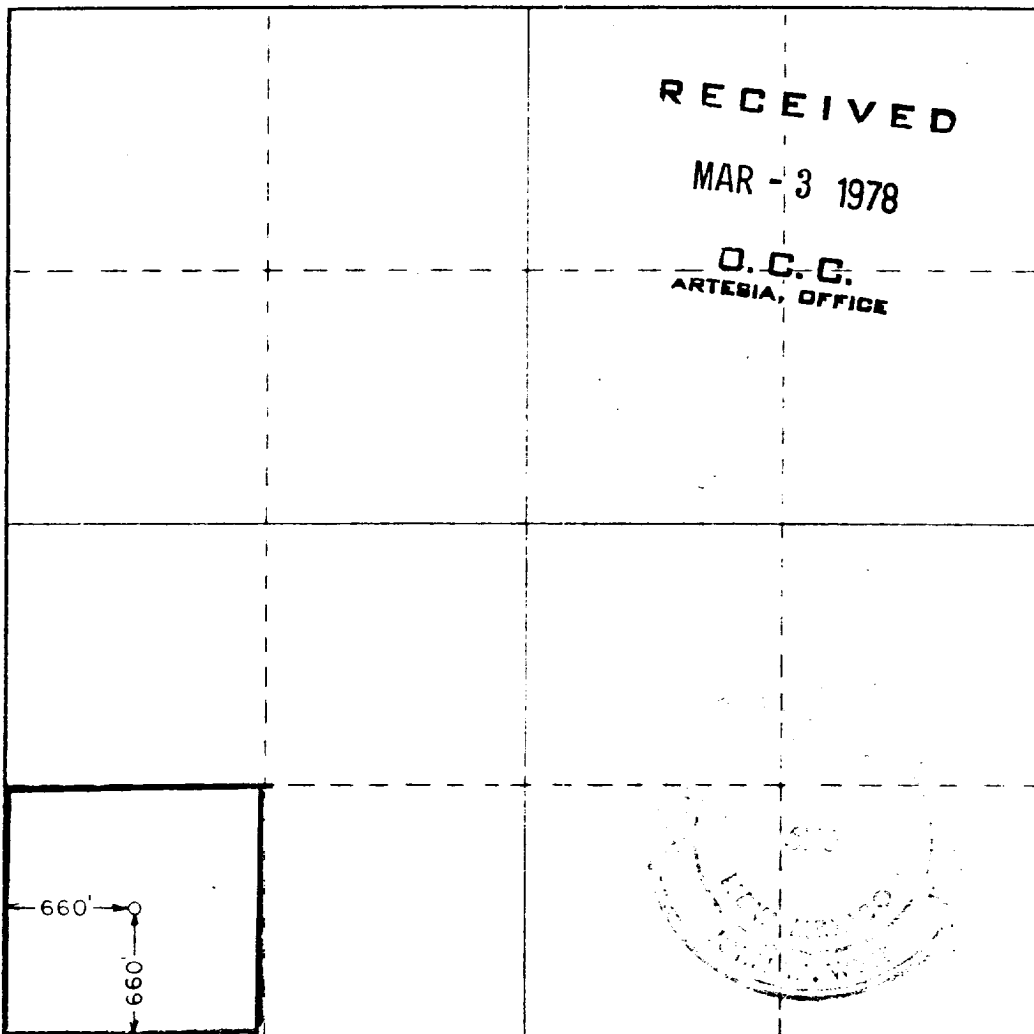 RECEIVED
MAR - 3 1978
O. C. C.
ARTESIA, OFFICE
660'
660'